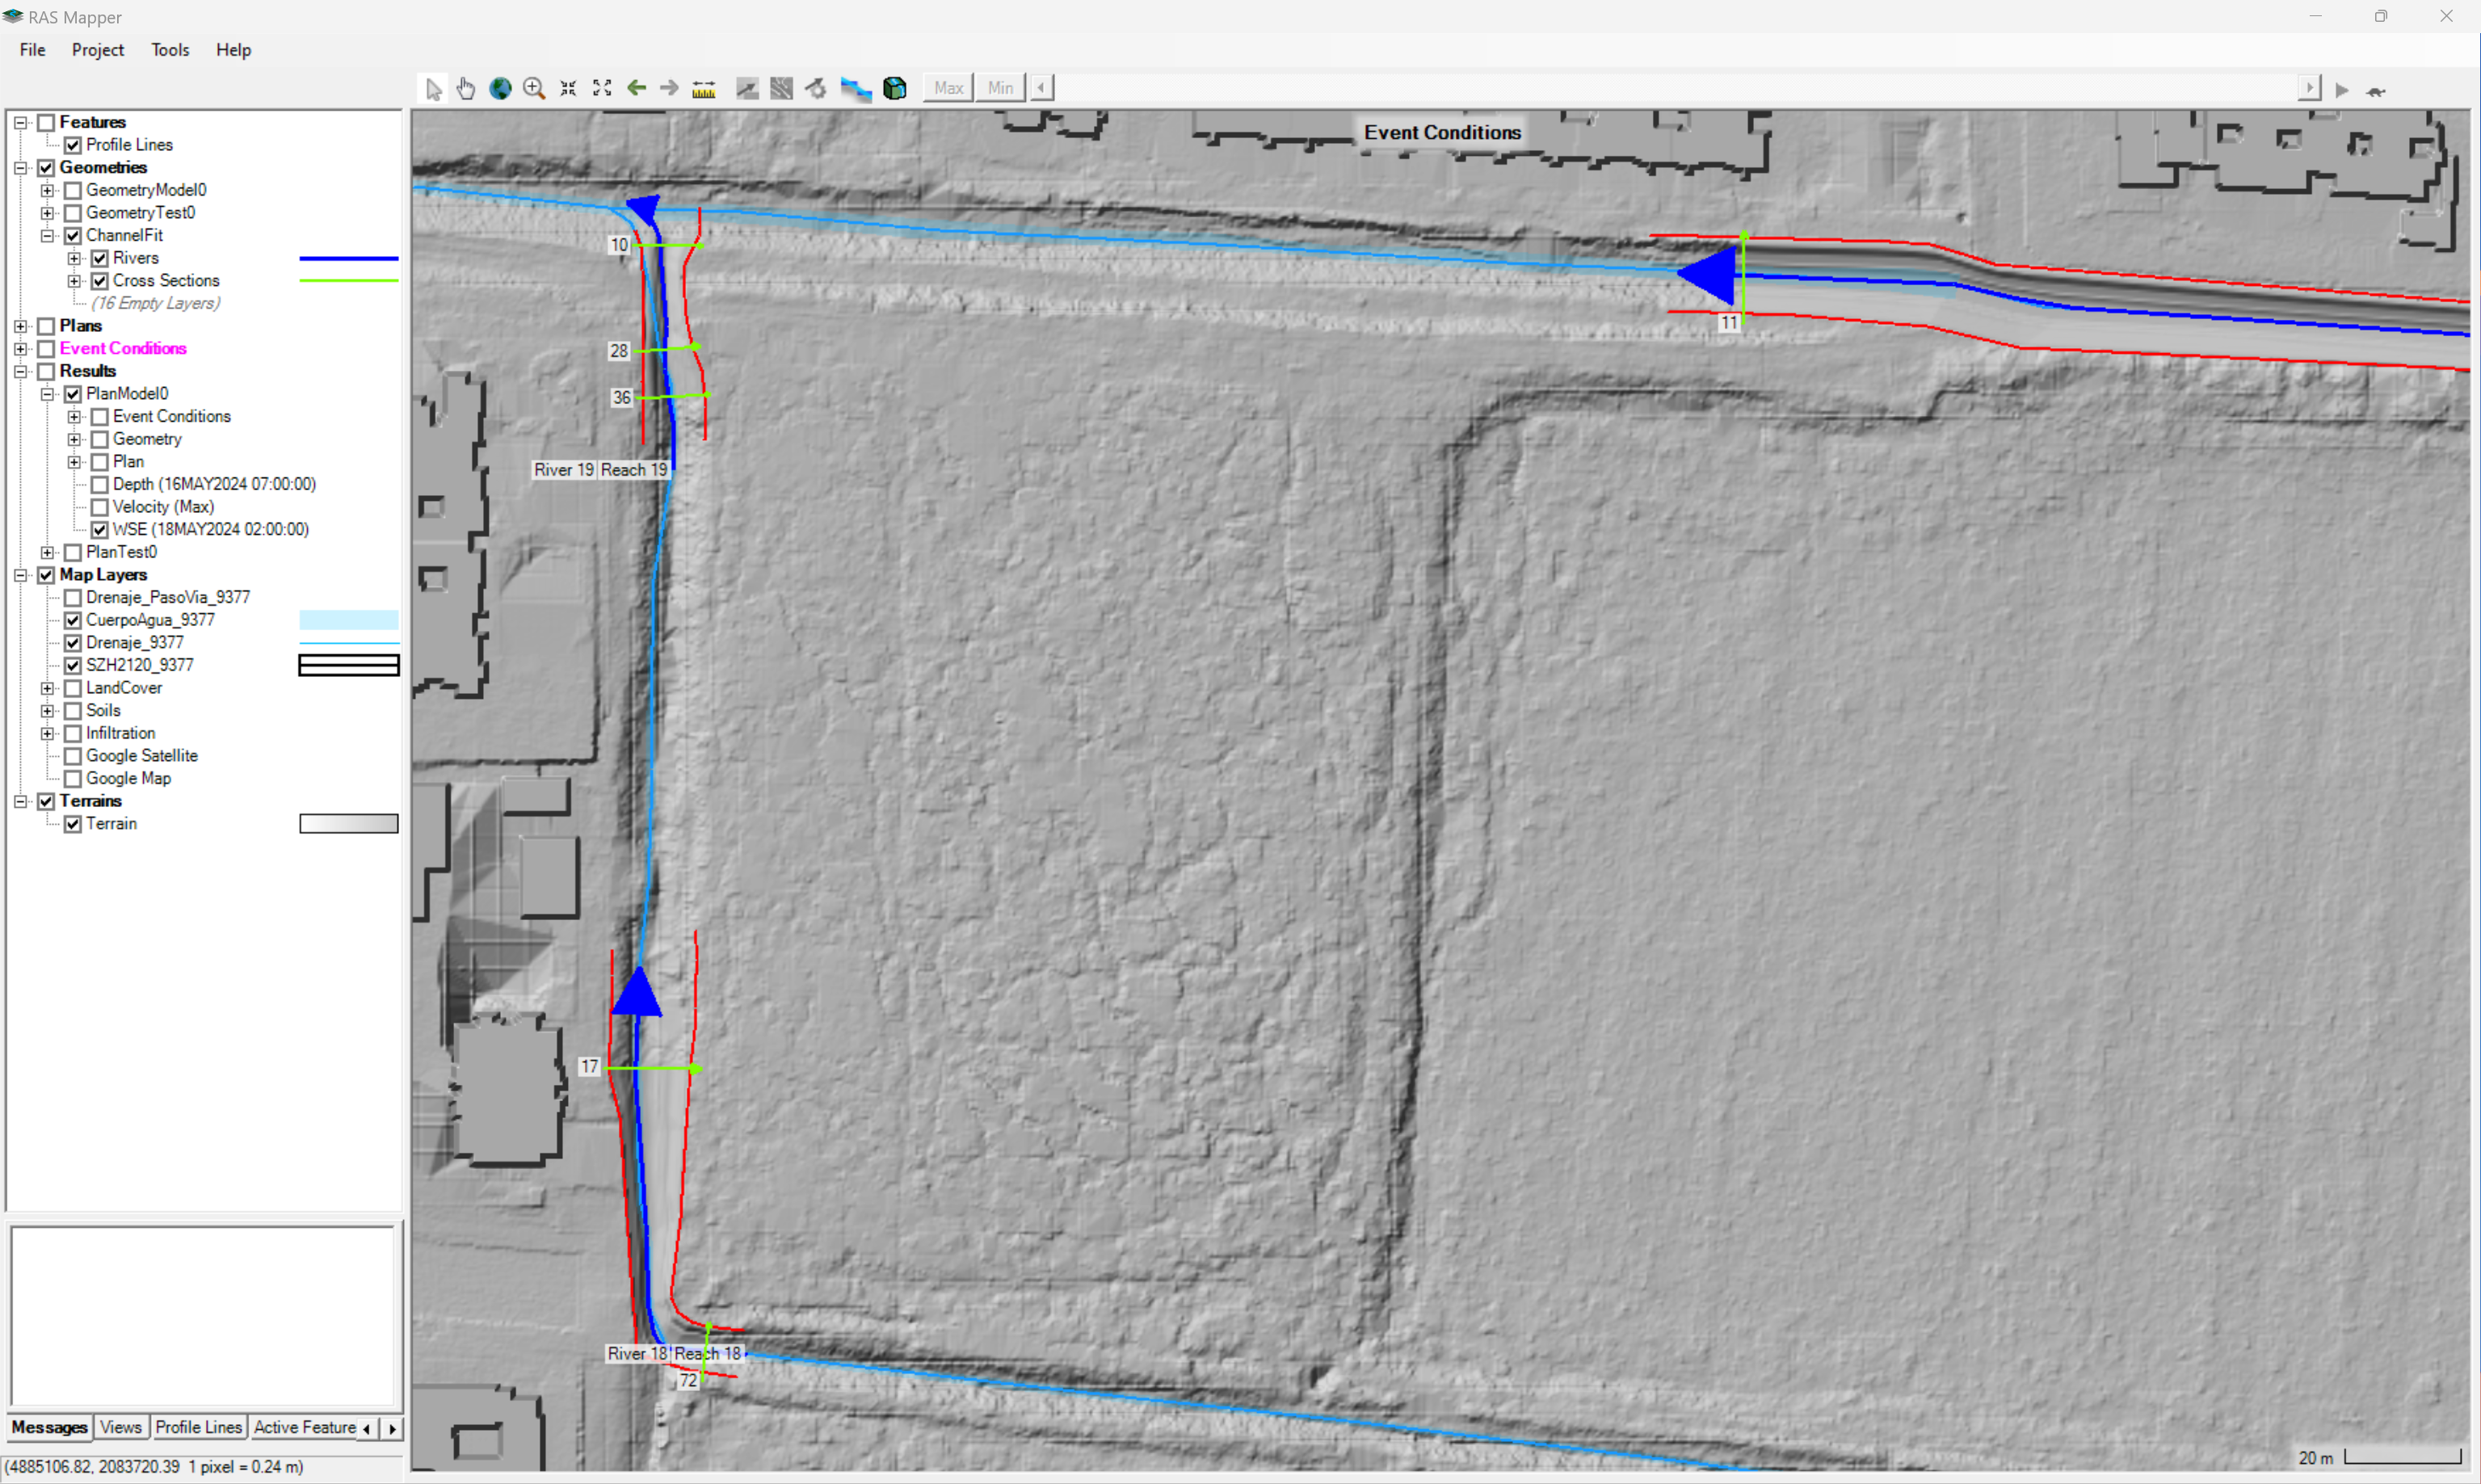 RAS Mapper
File Project Tools Help
Max Min
Features
Profile Lines
Geometries
GeometryModel0
GeometryTest0
ChannelFit
Rivers
Cross Sections
(16 Empty Layers)
Plans
Event Conditions
Results
PlanModel0
Event Conditions
Geometry
Plan
Depth (16MAY2024 07:00:00)
Velocity (Max)
WSE (18MAY2024 02:00:00)
PlanTest0
Map Layers
Drenaje_PasoVia_9377
CuerpoAgua_9377
Drenaje_9377
SZH2120_9377
LandCover
Soils
Infiltration
Google Satellite
Google Map
Terrains
Terrain
Messages Views Profile Lines Active Feature
(4885106.82, 2083720.39 1 pixel = 0.24 m)
Event Conditions
10
11
28
36
River 19 Reach 19
17
River 18 Reach 18
72
20 m